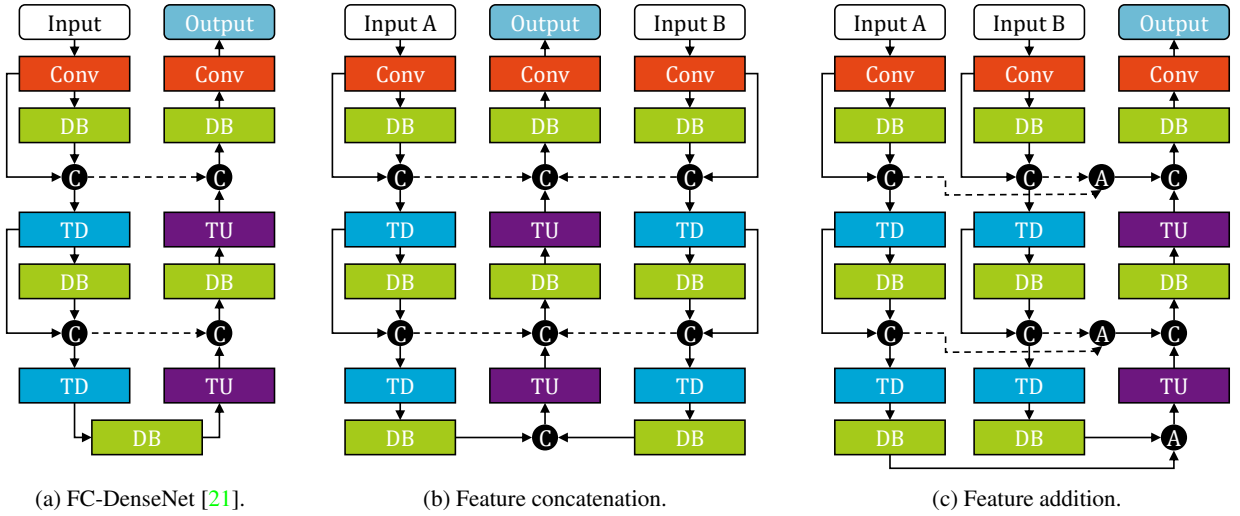 Input Output Input A Output Input B Input A Input B Output
Conv Conv Conv Conv Conv Conv Conv Conv
DB DB DB DB DB DB DB DB
C C C C C C C A C
TD TU TD TU TD TD TD TU
DB DB DB DB DB DB DB DB
C C C C C C C A C
TD TU TD TU TD TD TD TU
DB DB C DB DB DB A
(a) FC-DenseNet [21]. (b) Feature concatenation. (c) Feature addition.